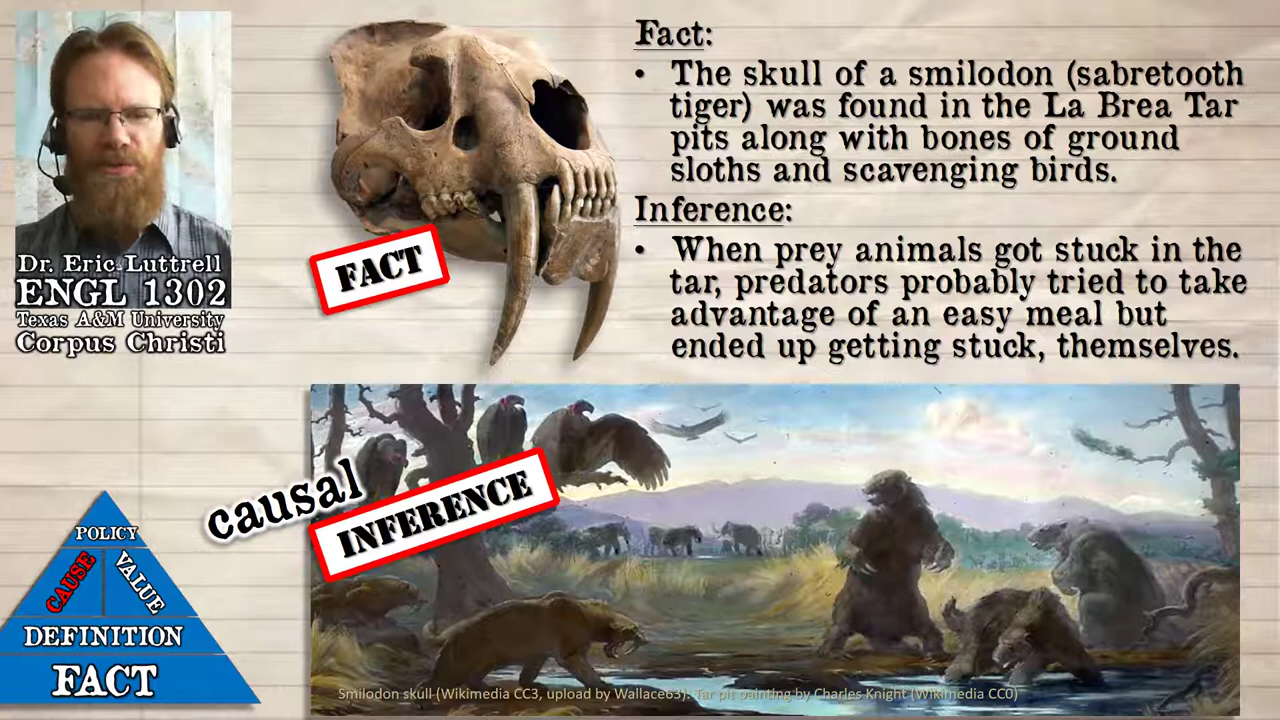 Dr. Eric Luttrell
ENGL 1302
Texas A&M University
Corpus Christi
FACT
Fact:
• The skull of a smilodon (sabretooth
tiger) was found in the La Brea Tar
pits along with bones of ground
sloths and scavenging birds.
Inference:
• When prey animals got stuck in the
tar, predators probably tried to take
advantage of an easy meal but
ended up getting stuck, themselves.
causal
INFERENCE
POLICY
CAUSE
VALUE
DEFINITION
FACT
Smilodon skull (Wikimedia CC3, upload by Wallace63); Tar pit painting by Charles Knight (Wikimedia CC0)